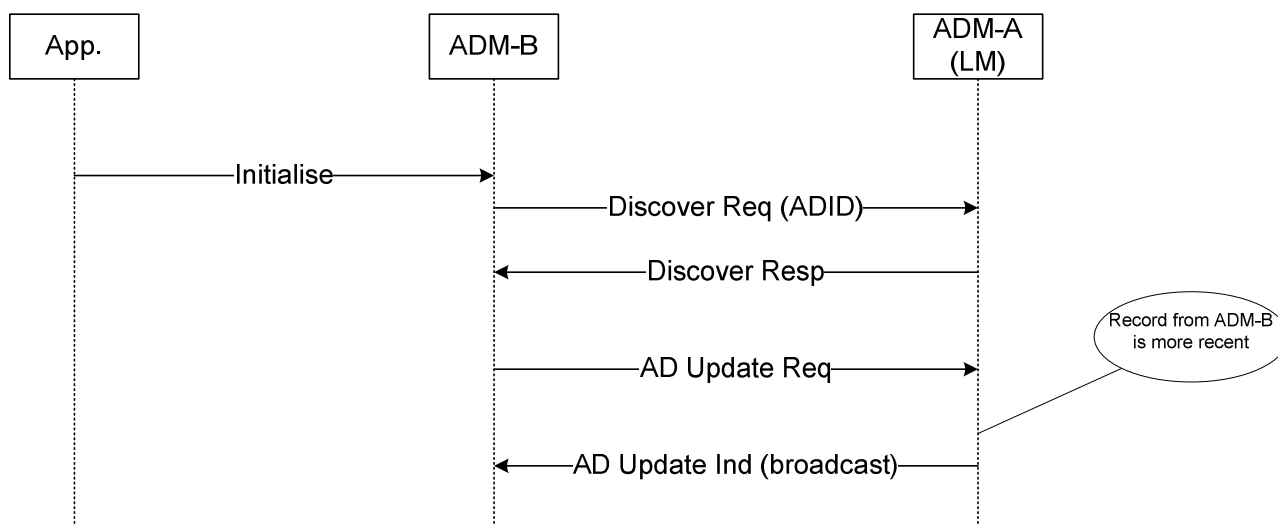 App.
ADM-B
ADM-A
(LM)
Initialise
Discover Req (ADID)
Discover Resp
Record from ADM-B
is more recent
AD Update Req
AD Update Ind (broadcast)